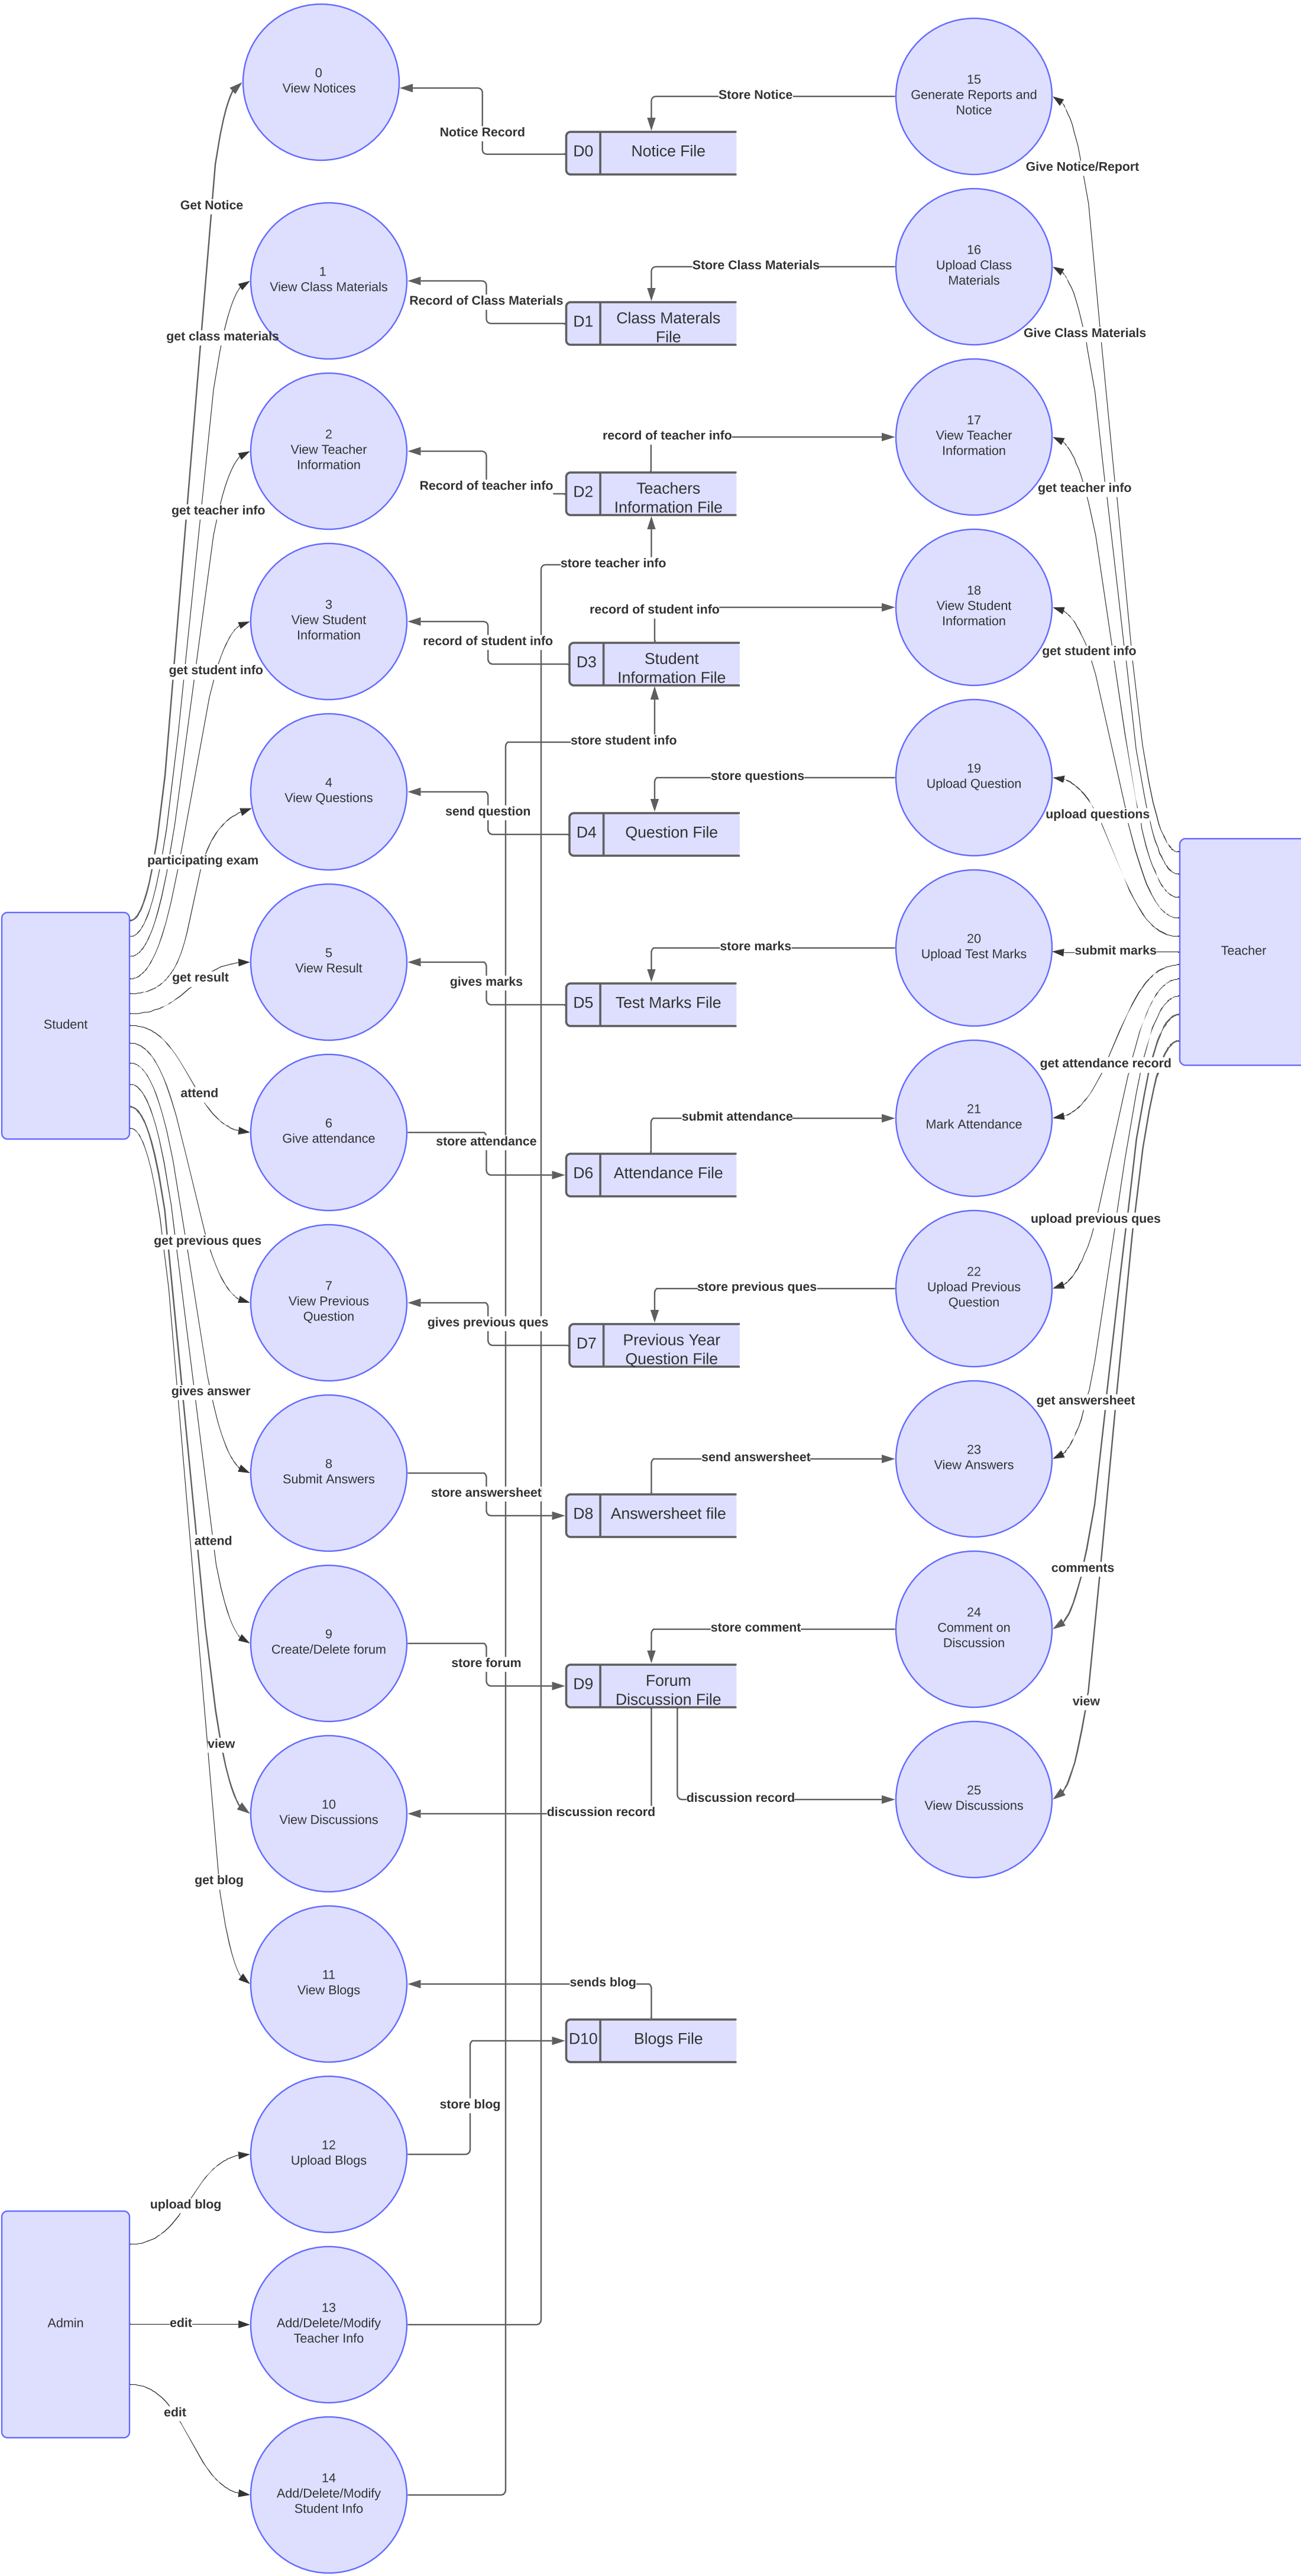 0
View Notices
15
Generate Reports and
Notice
Store Notice
Notice Record
D0
Notice File
Give Notice/Report
Get Notice
16
Upload Class
Materials
1
View Class Materials
Store Class Materials
Record of Class Materials
D1
Class Materals
File
Give Class Materials
get class materials
17
View Teacher
Information
2
View Teacher
Information
record of teacher info
Record of teacher info
D2
Teachers
Information File
get teacher info
get teacher info
store teacher info
18
View Student
Information
3
View Student
Information
record of student info
record of student info
D3
Student
Information File
get student info
get student info
store student info
19
Upload Question
4
View Questions
store questions
send question
D4
Question File
upload questions
participating exam
20
Upload Test Marks
5
View Result
store marks
submit marks
Teacher
get result
gives marks
D5
Test Marks File
Student
get attendance record
attend
21
Mark Attendance
6
Give attendance
submit attendance
store attendance
D6
Attendance File
upload previous ques
get previous ques
22
Upload Previous
Question
7
View Previous
Question
store previous ques
gives previous ques
D7
Previous Year
Question File
gives answer
get answersheet
23
View Answers
8
Submit Answers
send answersheet
store answersheet
D8
Answersheet file
attend
comments
24
Comment on
Discussion
9
Create/Delete forum
store comment
store forum
D9
Forum
Discussion File
view
view
25
View Discussions
10
View Discussions
discussion record
discussion record
get blog
11
View Blogs
sends blog
D10
Blogs File
store blog
12
Upload Blogs
upload blog
Admin
edit
13
Add/Delete/Modify
Teacher Info
edit
14
Add/Delete/Modify
Student Info